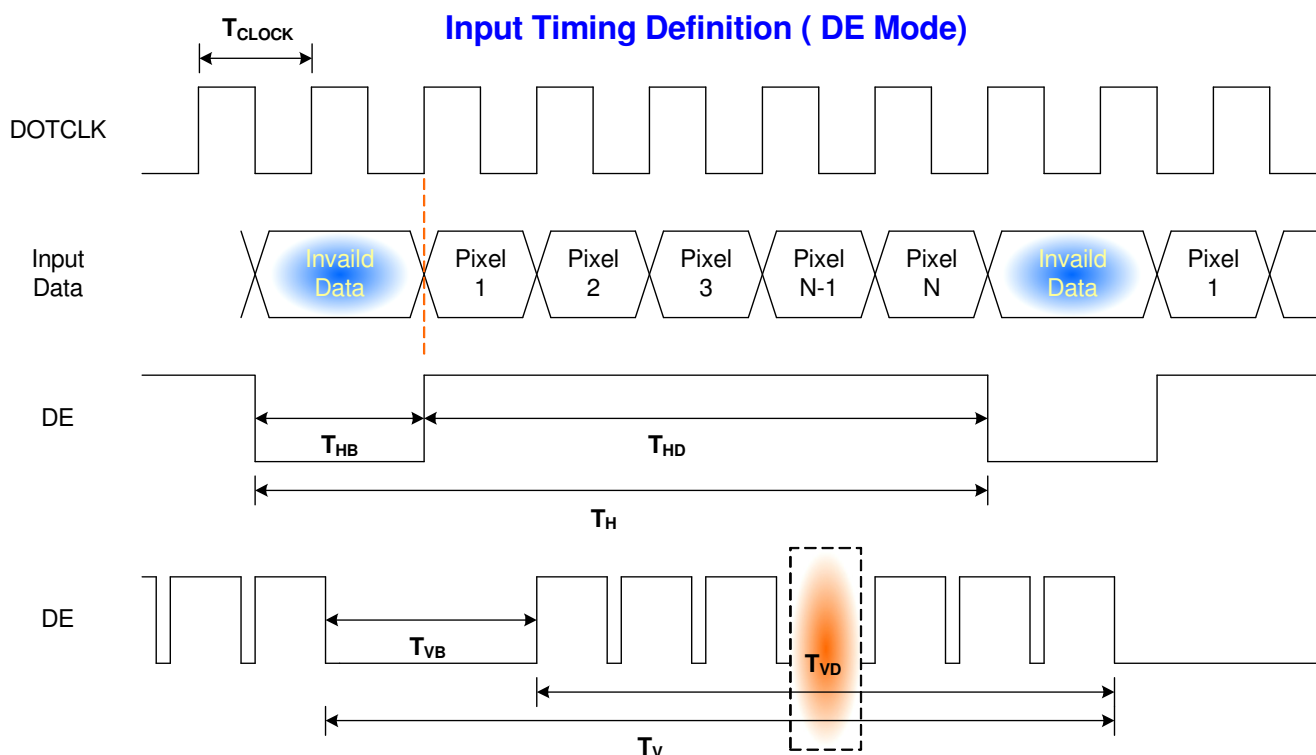 Input Timing Definition ( DE Mode)
TCLOCK
DOTCLK
Input
Data
Invaild
Data
Pixel
1
Pixel
2
Pixel
3
Pixel
N-1
Pixel
N
Invaild
Data
Pixel
1
DE
THB
THD
TH
DE
TVB
TVD
TV